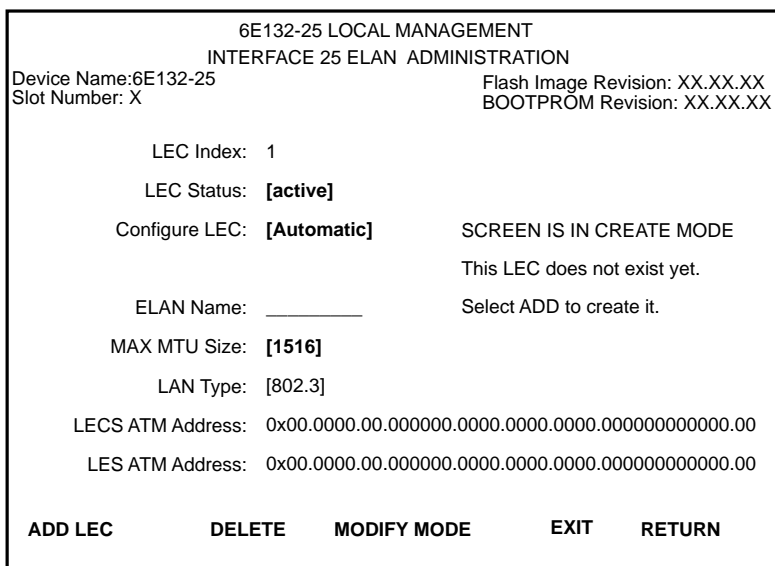 6E132-25 LOCAL MANAGEMENT
INTERFACE 25 ELAN  ADMINISTRATION
Device Name:6E132-25 Flash Image Revision: XX.XX.XX
Slot Number: X BOOTPROM Revision: XX.XX.XX
LEC Index: 1
LEC Status: [active]
Configure LEC: [Automatic] SCREEN IS IN CREATE MODE
This LEC does not exist yet.
ELAN Name: __________ Select ADD to create it.
MAX MTU Size: [1516]
LAN Type: [802.3]
LECS ATM Address: 0x00.0000.00.000000.0000.0000.0000.000000000000.00
LES ATM Address: 0x00.0000.00.000000.0000.0000.0000.000000000000.00
ADD LEC DELETE MODIFY MODE EXIT RETURN